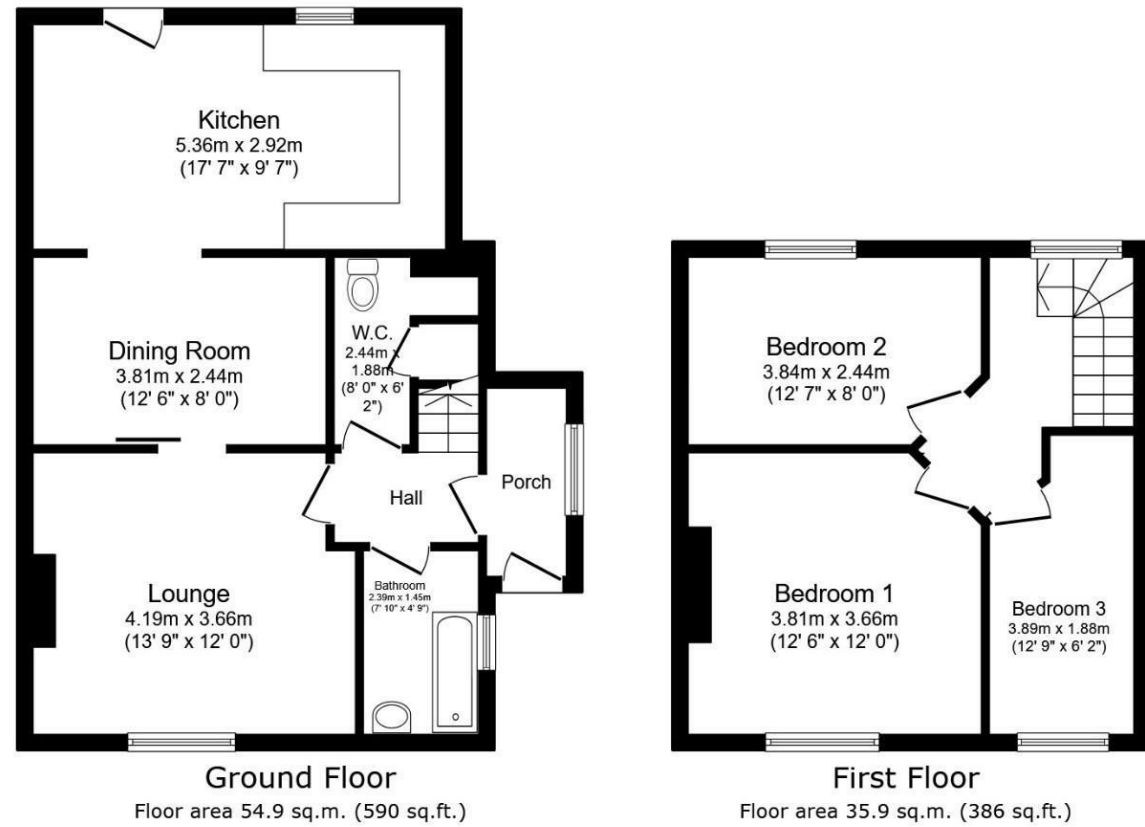 Kitchen
5.36m x 2.92m
(17' 7" x 9' 7")
Dining Room
3.81m x 2.44m
(12' 6" x 8' 0")
W.C.
2.44m x
1.88m
(8' 0" x 6'
2")
Hall
Porch
Lounge
4.19m x 3.66m
(13' 9" x 12' 0")
Bathroom
2.39m x 1.45m
(7' 10" x 4' 9")
Ground Floor
Floor area 54.9 sq.m. (590 sq.ft.)
Bedroom 2
3.84m x 2.44m
(12' 7" x 8' 0")
Bedroom 1
3.81m x 3.66m
(12' 6" x 12' 0")
Bedroom 3
3.89m x 1.88m
(12' 9" x 6' 2")
First Floor
Floor area 35.9 sq.m. (386 sq.ft.)